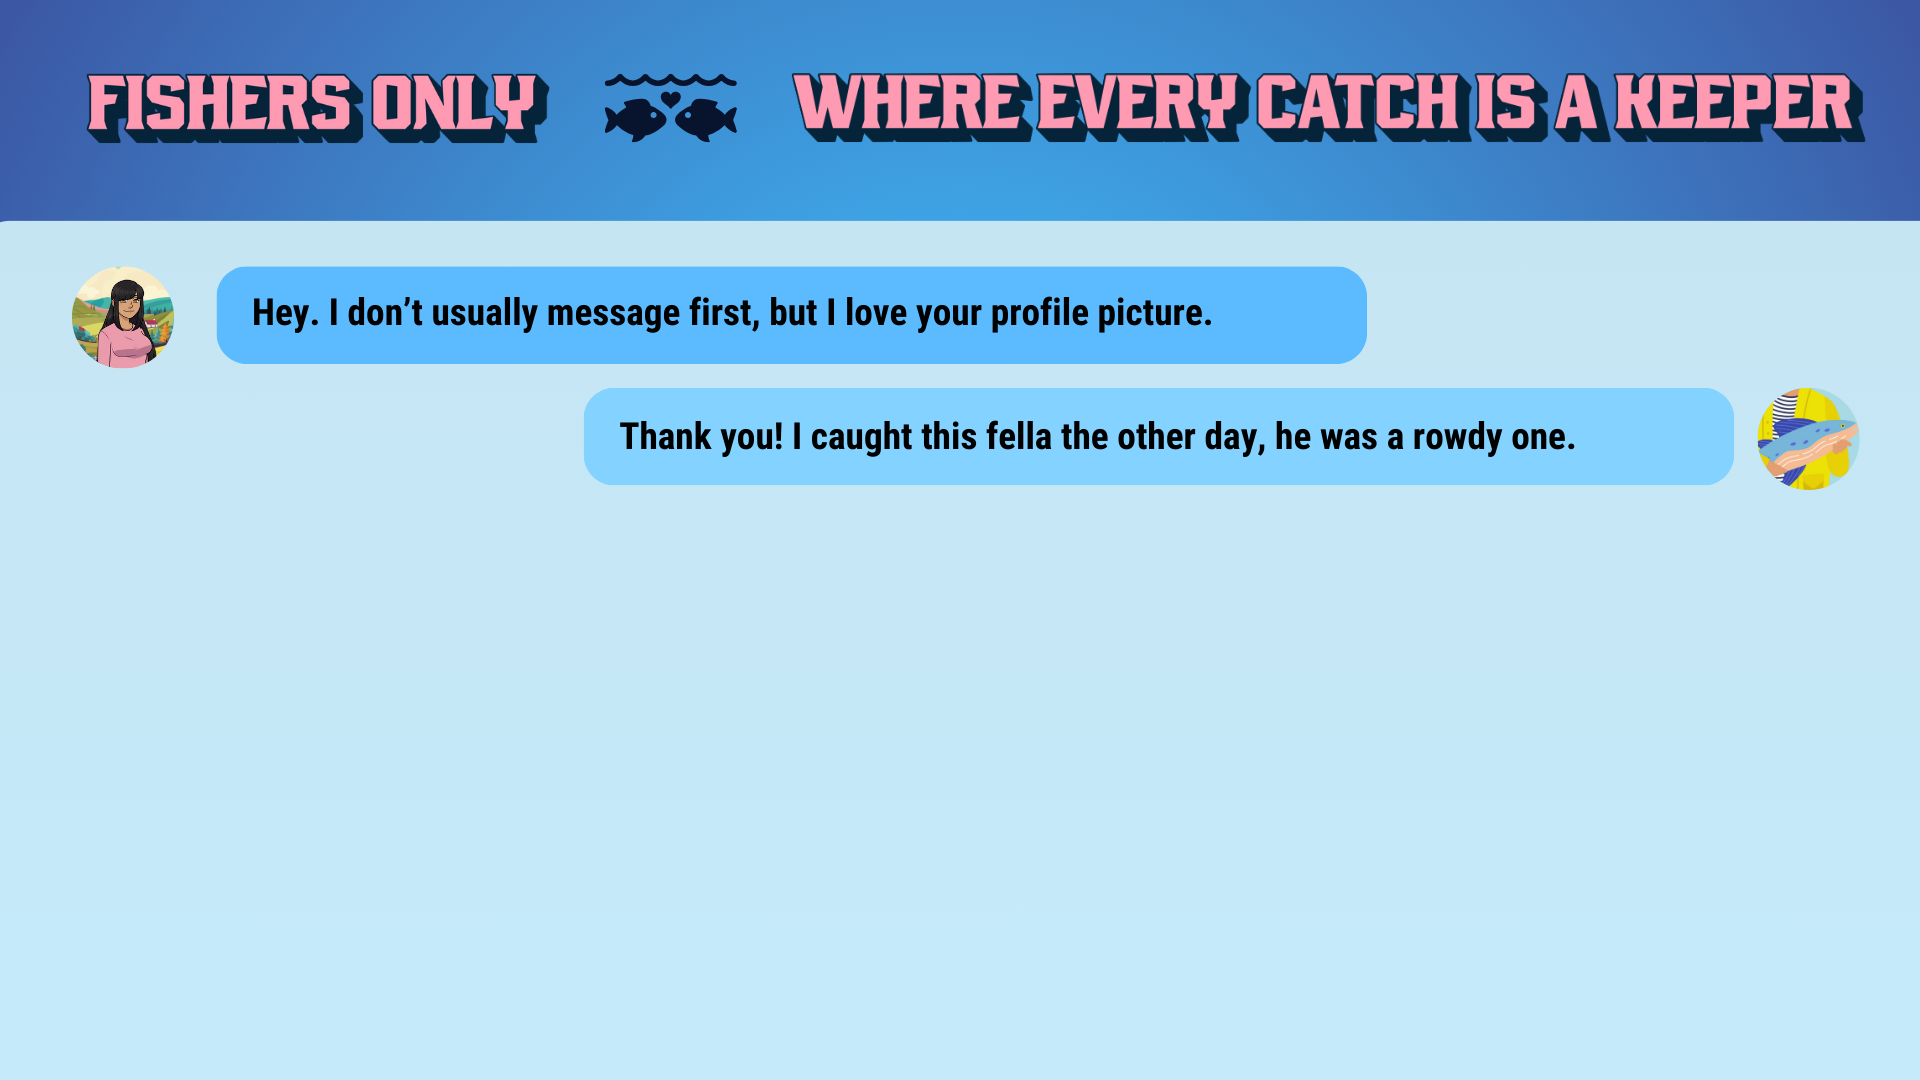 FISHERS ONLY
WHERE EVERY CATCH IS A KEEPER
Hey. I don’t usually message first, but I love your profile picture.
Thank you! I caught this fella the other day, he was a rowdy one.